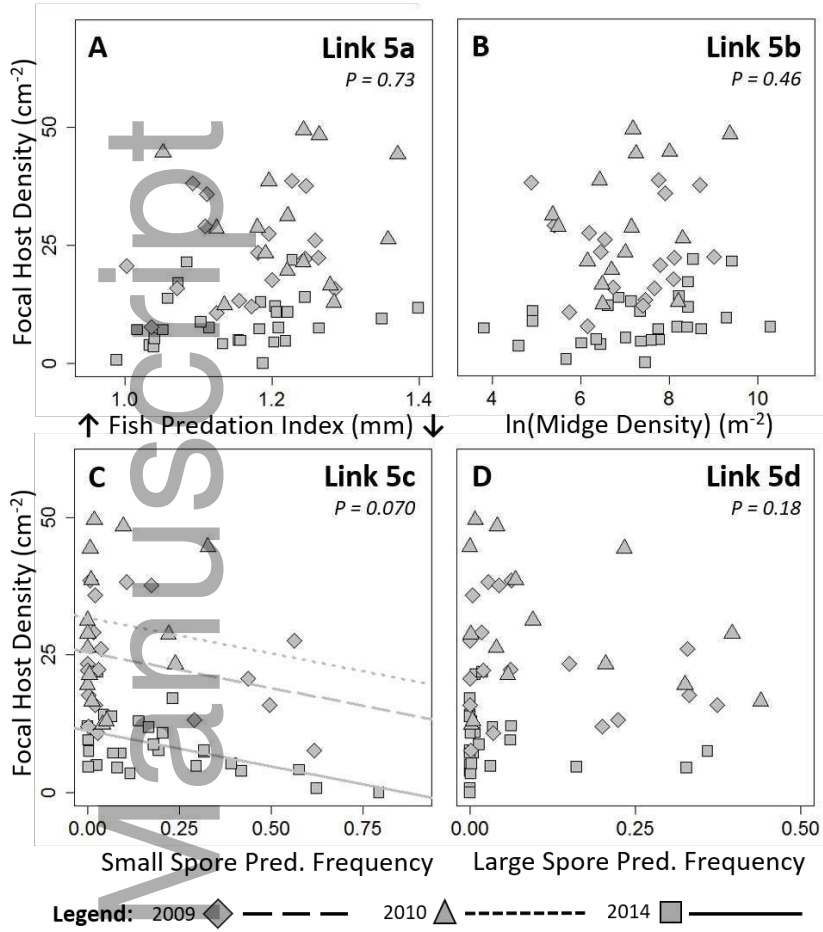 A Link 5a
P = 0.73
B Link 5b
P = 0.46
Focal Host Density (cm-2)
50
25
0
1.0 1.2 1.4
4 6 8 10
↑ Fish Predation Index (mm) ↓
ln(Midge Density) (m-2)
C Link 5c
P = 0.070
D Link 5d
P = 0.18
Focal Host Density (cm-2)
50
25
0
0.00 0.25 0.50 0.75
0.00 0.25 0.50
Small Spore Pred. Frequency
Large Spore Pred. Frequency
Legend: 2009 2010 2014
Manuscript